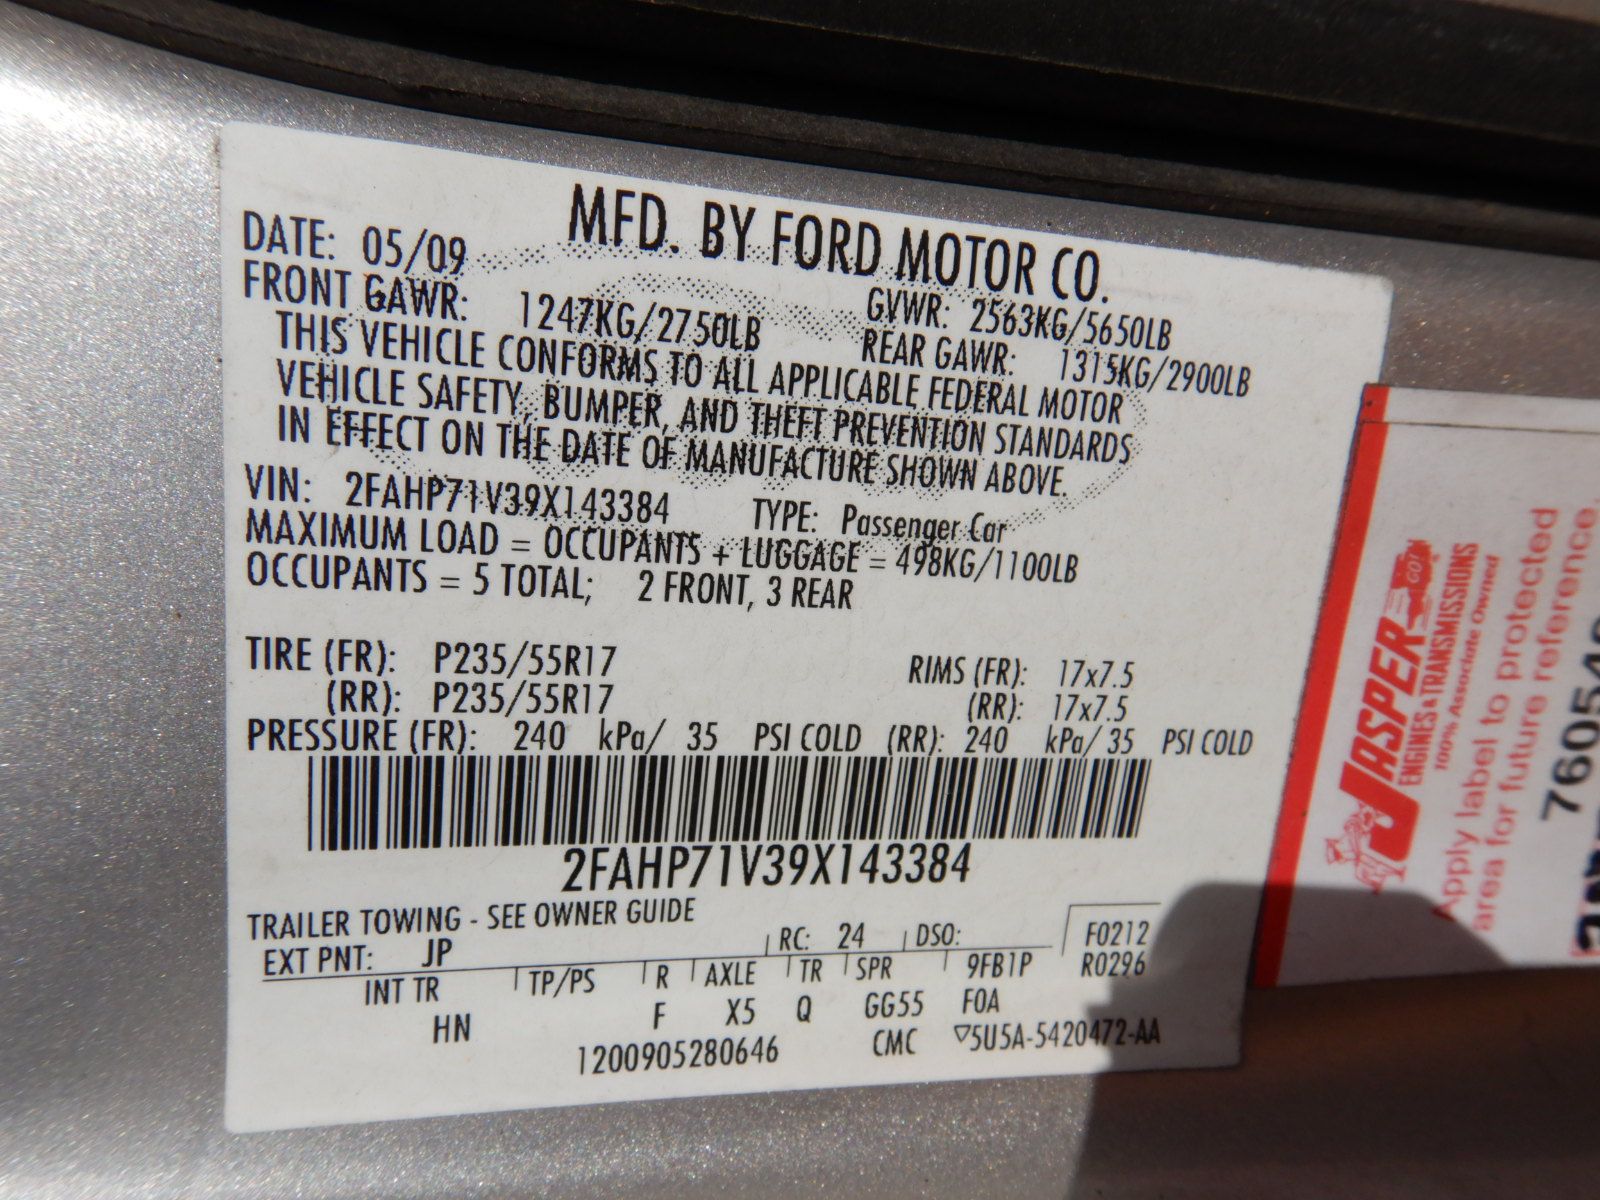 MFD. BY FORD MOTOR CO.
DATE: 05/09
GVWR: 2563KG/5650LB
FRONT GAWR: 1247KG/2750LB
REAR GAWR: 1315KG/2900LB
THIS VEHICLE CONFORMS TO ALL APPLICABLE FEDERAL MOTOR
VEHICLE SAFETY, BUMPER, AND THEFT PREVENTION STANDARDS
IN EFFECT ON THE DATE OF MANUFACTURE SHOWN ABOVE.
VIN: 2FAHP71V39X143384 TYPE: Passenger Car
MAXIMUM LOAD = OCCUPANTS + LUGGAGE = 498KG/1100LB
OCCUPANTS = 5 TOTAL; 2 FRONT, 3 REAR
TIRE (FR): P235/55R17 RIMS (FR): 17x7.5
(RR): P235/55R17 (RR): 17x7.5
PRESSURE (FR): 240 kPa/ 35 PSI COLD (RR): 240 kPa/ 35 PSI COLD
2FAHP71V39X143384
TRAILER TOWING - SEE OWNER GUIDE
EXT PNT: JP RC: 24 DSO: F0212
INT TR TP/PS R AXLE TR SPR 9FB1P R0296
HN F X5 Q GG55 F0A
1200905280646 CMC ▽5U5A-5420472-AA
GO
JASPER
ENGINES & TRANSMISSIONS
100% Associate Owned
Apply label to protected
area for future reference.